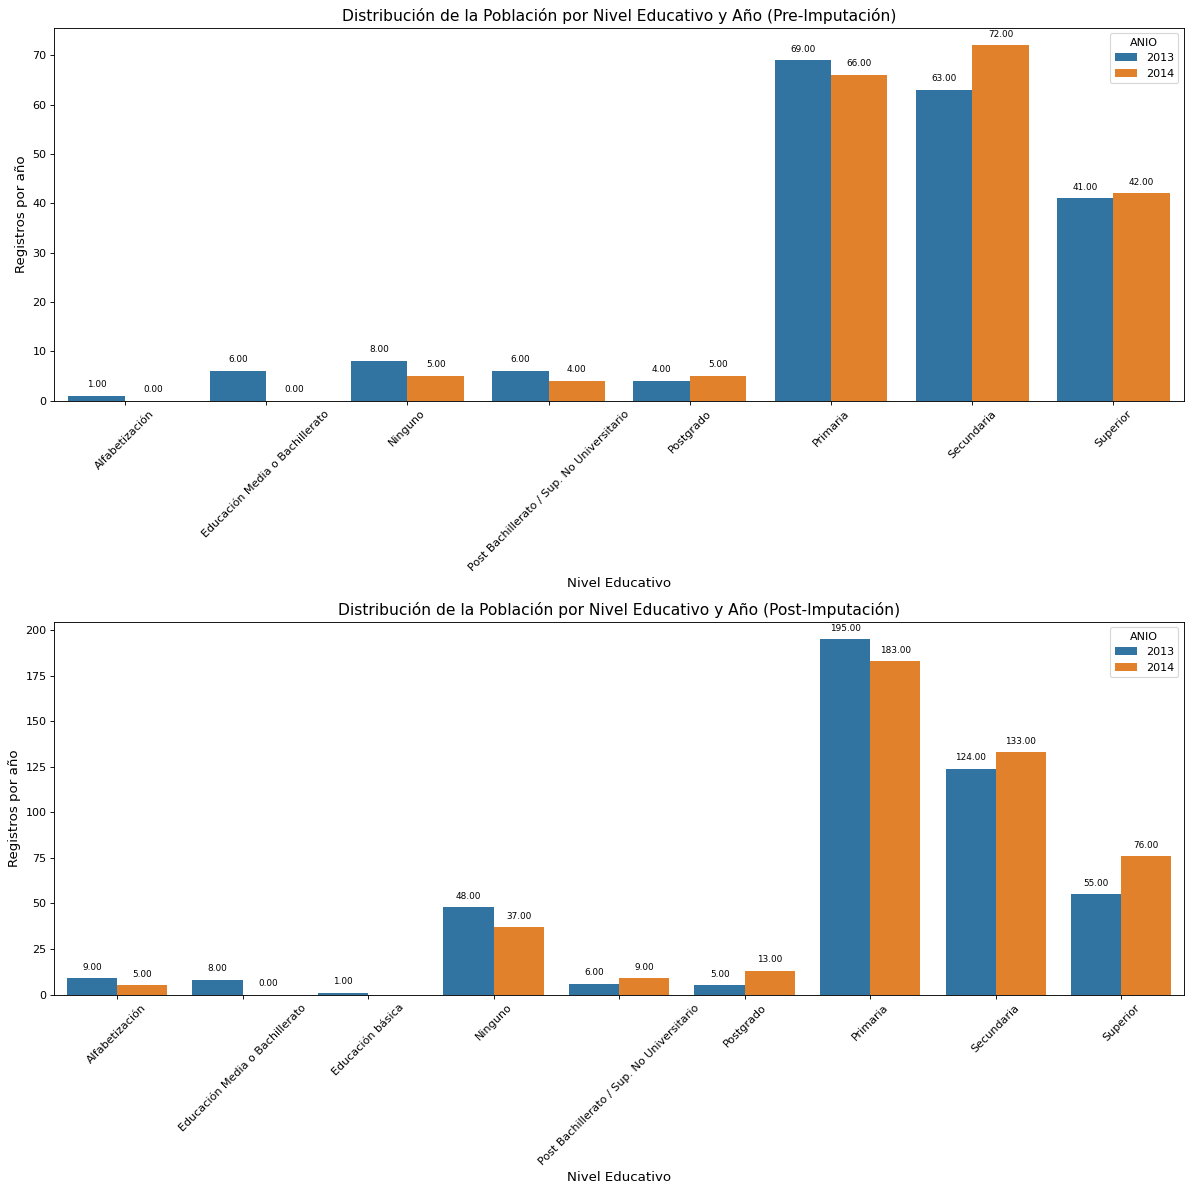 Distribución de la Población por Nivel Educativo y Año (Pre-Imputación)
Registros por año
70
60
50
40
30
20
10
0
1.00
0.00
6.00
0.00
8.00
5.00
6.00
4.00
4.00
5.00
69.00
66.00
63.00
72.00
41.00
42.00
ANIO
2013
2014
Alfabetización
Educación Media o Bachillerato
Ninguno
Post Bachillerato / Sup. No Universitario
Postgrado
Primaria
Secundaria
Superior
Nivel Educativo
Distribución de la Población por Nivel Educativo y Año (Post-Imputación)
Registros por año
200
175
150
125
100
75
50
25
0
9.00
5.00
8.00
0.00
1.00
48.00
37.00
6.00
9.00
5.00
13.00
195.00
183.00
124.00
133.00
55.00
76.00
ANIO
2013
2014
Alfabetización
Educación Media o Bachillerato
Educación básica
Ninguno
Post Bachillerato / Sup. No Universitario
Postgrado
Primaria
Secundaria
Superior
Nivel Educativo